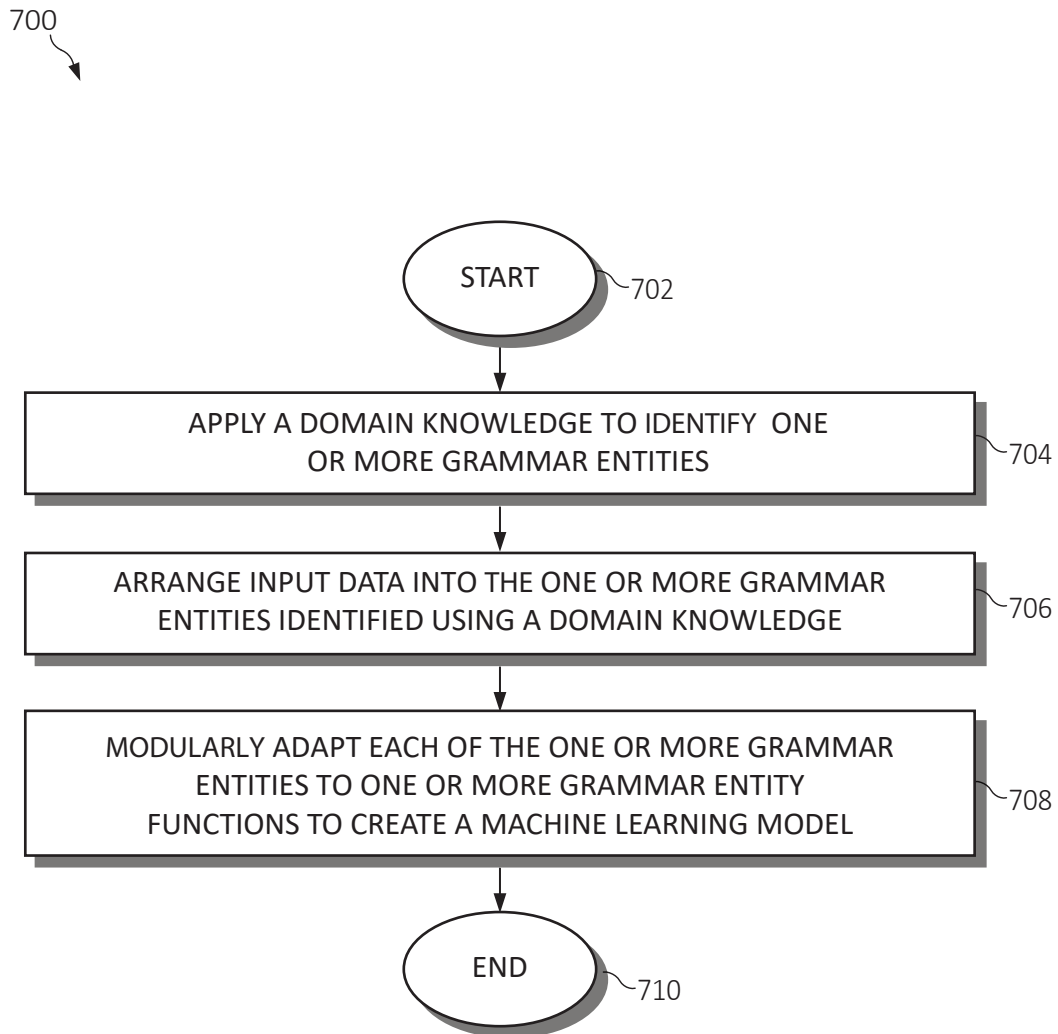 700
START
702
APPLY A DOMAIN KNOWLEDGE TO IDENTIFY ONE
OR MORE GRAMMAR ENTITIES
704
ARRANGE INPUT DATA INTO THE ONE OR MORE GRAMMAR
ENTITIES IDENTIFIED USING A DOMAIN KNOWLEDGE
706
MODULARLY ADAPT EACH OF THE ONE OR MORE GRAMMAR
ENTITIES TO ONE OR MORE GRAMMAR ENTITY
FUNCTIONS TO CREATE A MACHINE LEARNING MODEL
708
END
710